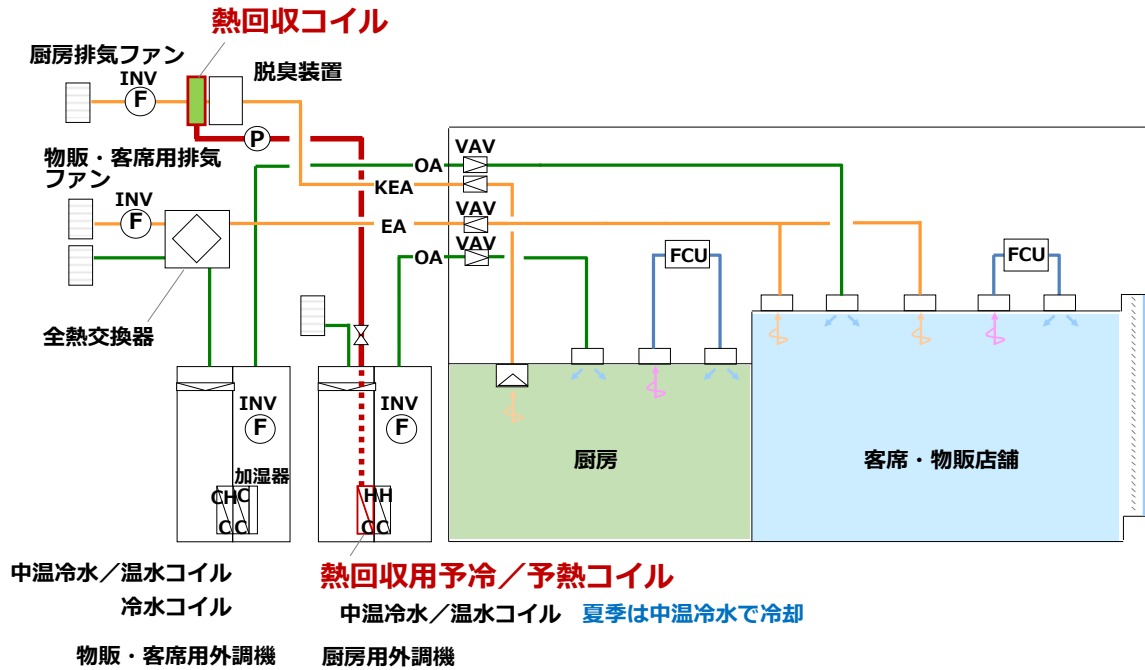 熱回収コイル
厨房排気ファン
INV
F
脱臭装置
P
物販・客席用排気
ファン
INV
F
OA
VAV
KEA
EA
VAV
OA
VAV
FCU
FCU
全熱交換器
INV
F
加湿器
CHC
CC
INV
F
HH
CC
厨房
客席・物販店舗
中温冷水／温水コイル
冷水コイル
熱回収用予冷／予熱コイル
中温冷水／温水コイル 夏季は中温冷水で冷却
物販・客席用外調機
厨房用外調機